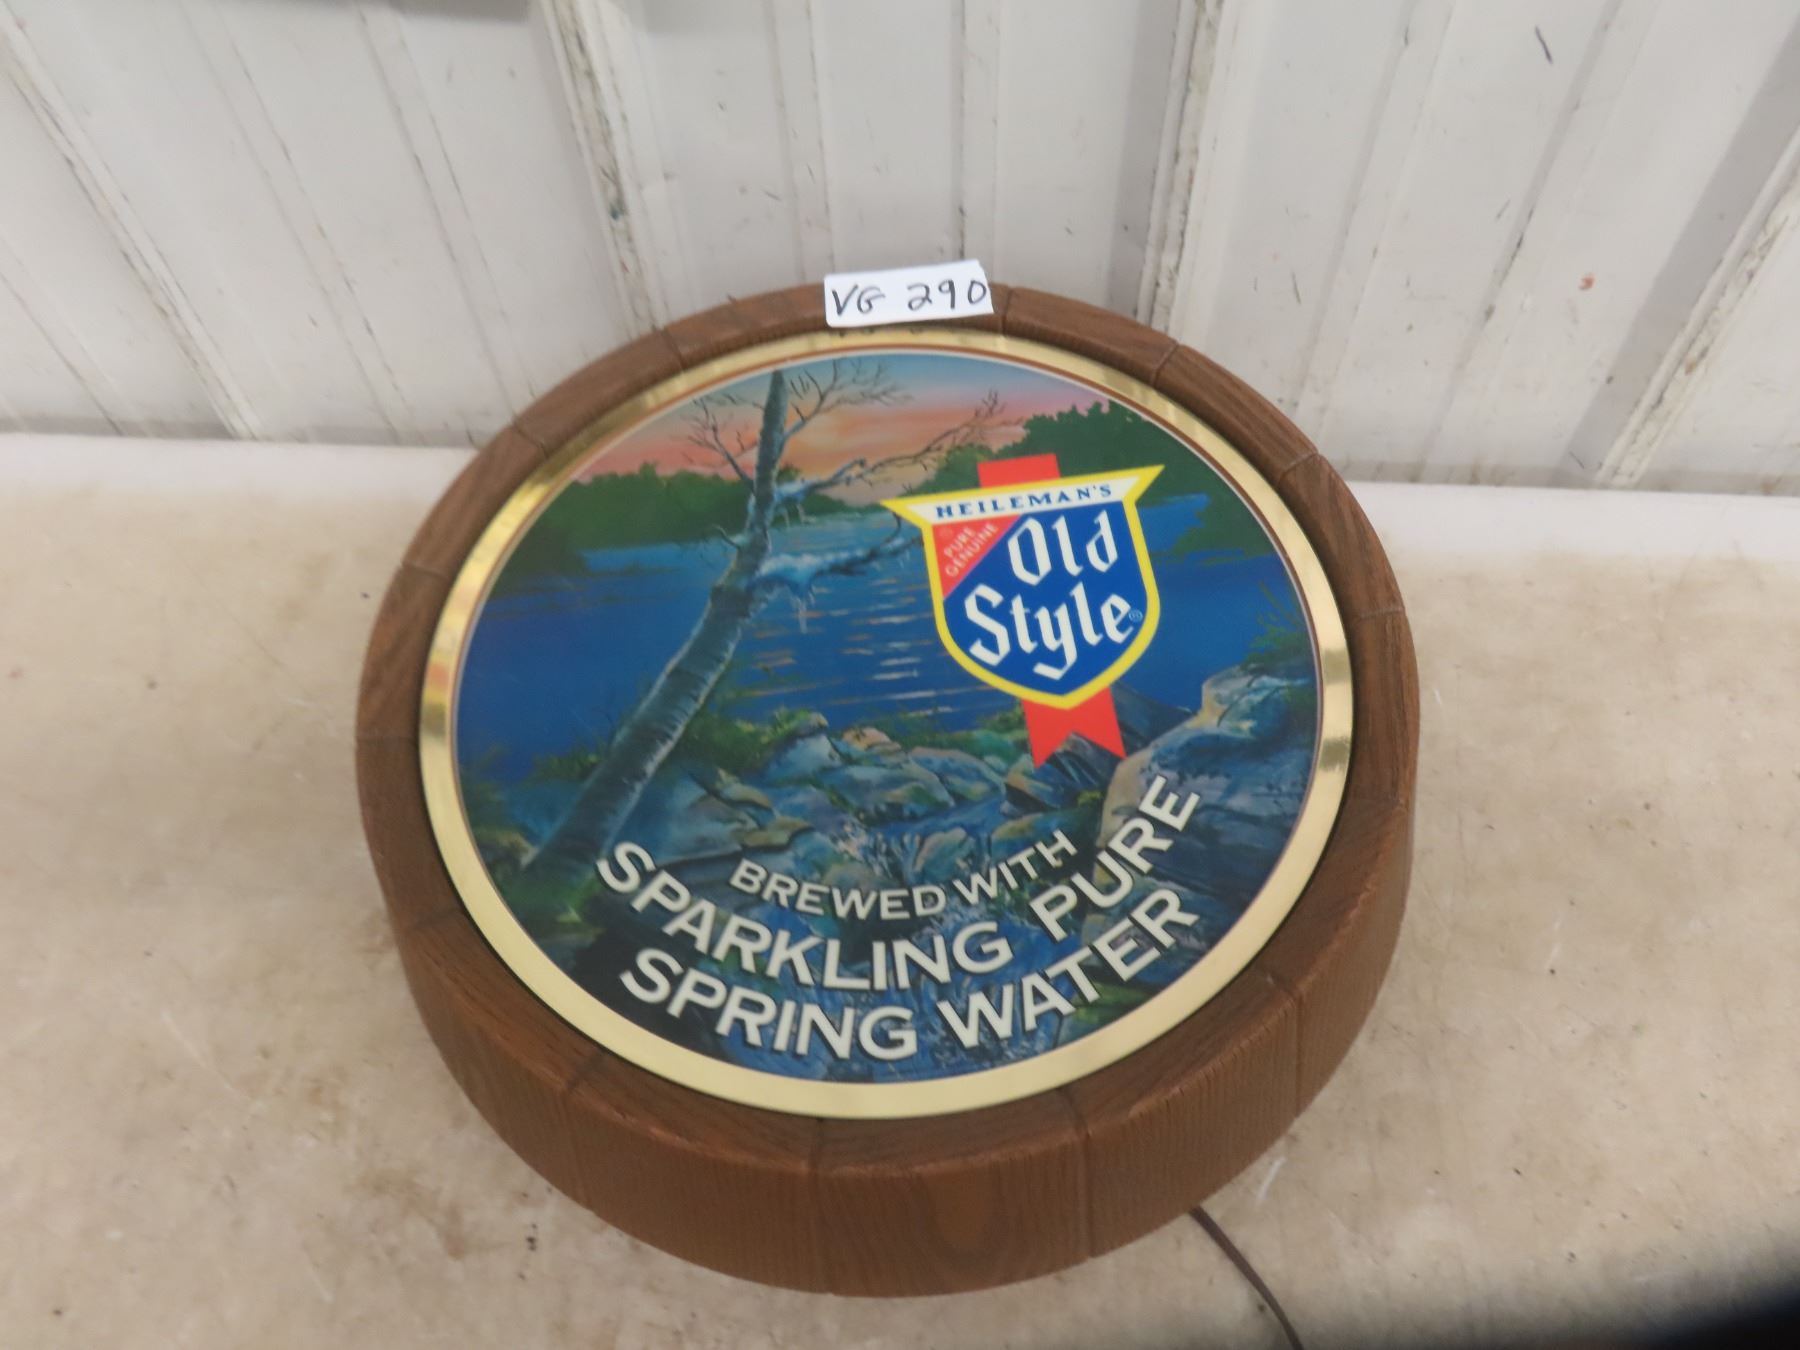 VG 290
HEILEMAN'S
PURE
GENUINE
Old
Style®
BREWED WITH
SPARKLING PURE
SPRING WATER